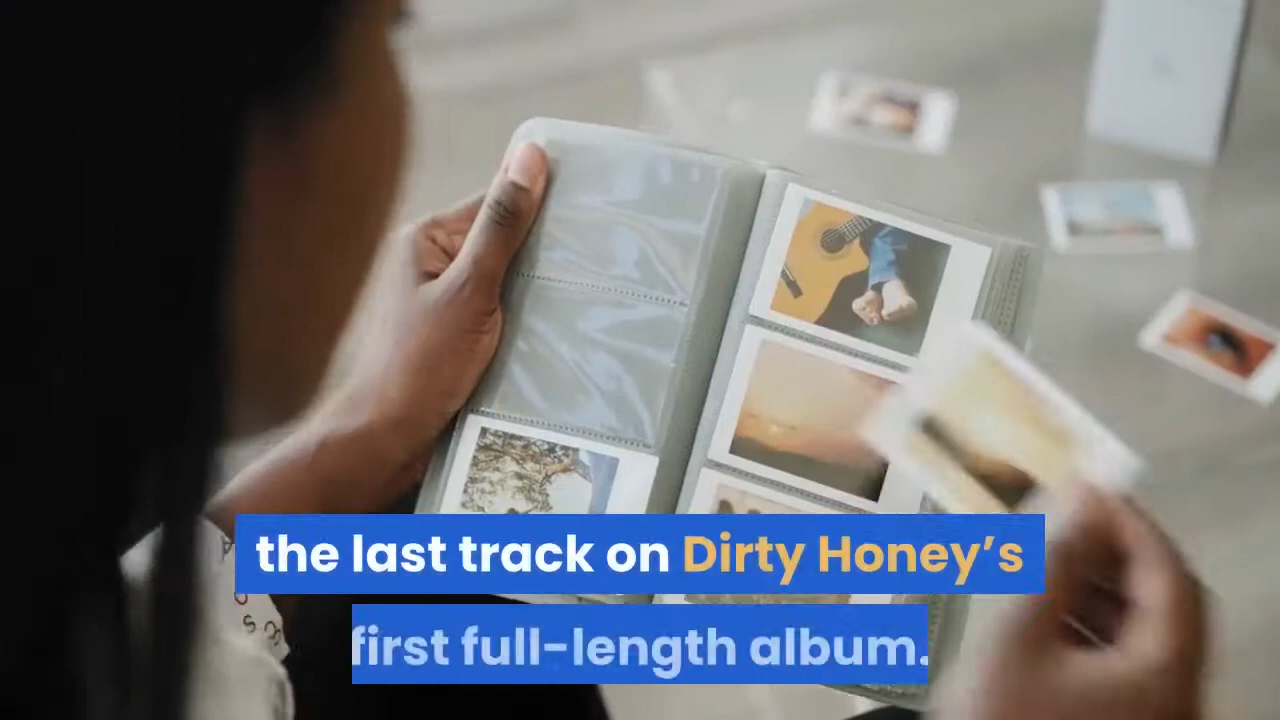 the last track on Dirty Honey’s
first full-length album.